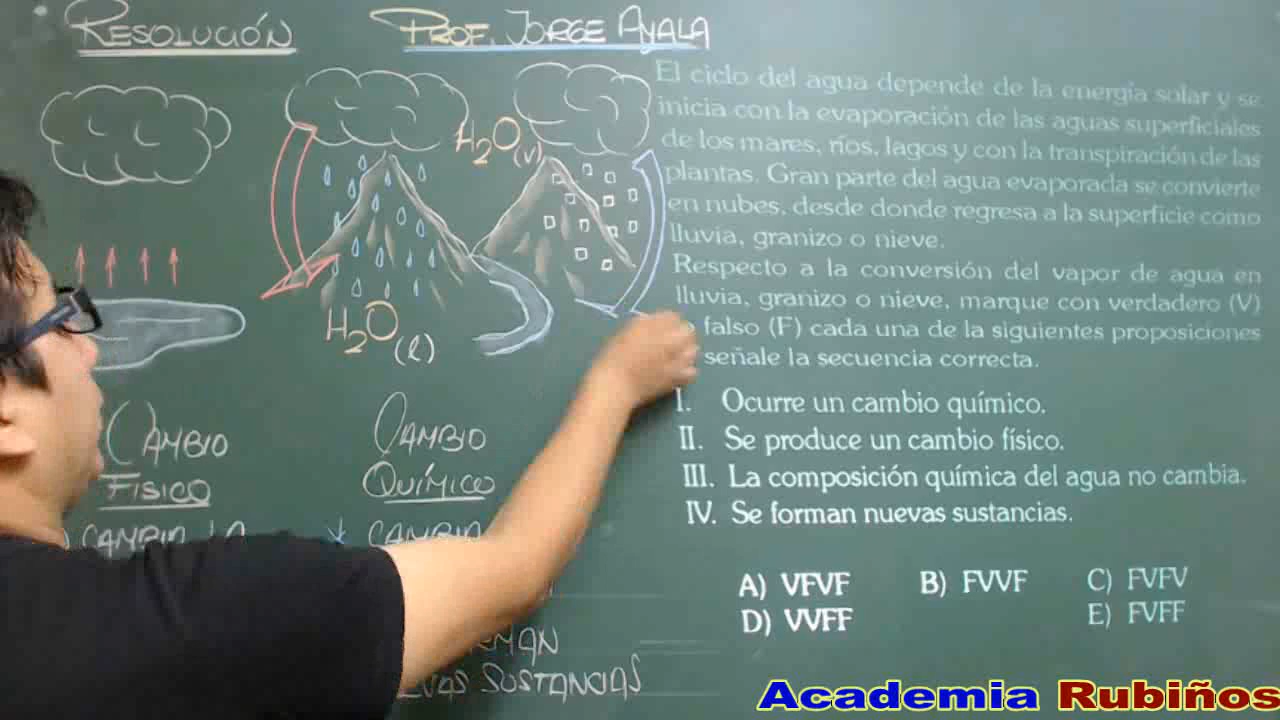 RESOLUCIÓN
PROF. JORGE AYALA
H2O(V)
H2O(l)
CAMBIO
FÍSICO
CAMBIO
QUÍMICO
CAMBIA LA
* CAMBIA
SUSTANCIAS
El ciclo del agua depende de la energía solar y se
inicia con la evaporación de las aguas superficiales
de los mares, ríos, lagos y con la transpiración de las
plantas. Gran parte del agua evaporada se convierte
en nubes, desde donde regresa a la superficie como
lluvia, granizo o nieve.
Respecto a la conversión del vapor de agua en
lluvia, granizo o nieve, marque con verdadero (V)
o falso (F) cada una de la siguientes proposiciones
señale la secuencia correcta.
I. Ocurre un cambio químico.
II. Se produce un cambio físico.
III. La composición química del agua no cambia.
IV. Se forman nuevas sustancias.
A) VFVF B) FVVF C) FVFV
D) VVFF E) FVFF
Academia Rubiños